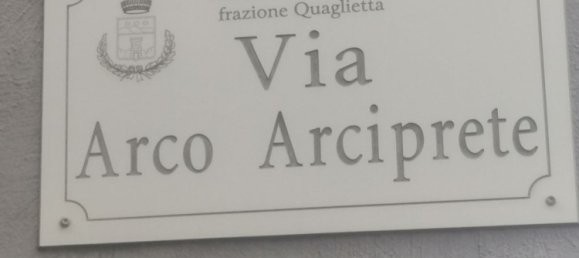 frazione Quaglietta
Via
Arco Arciprete